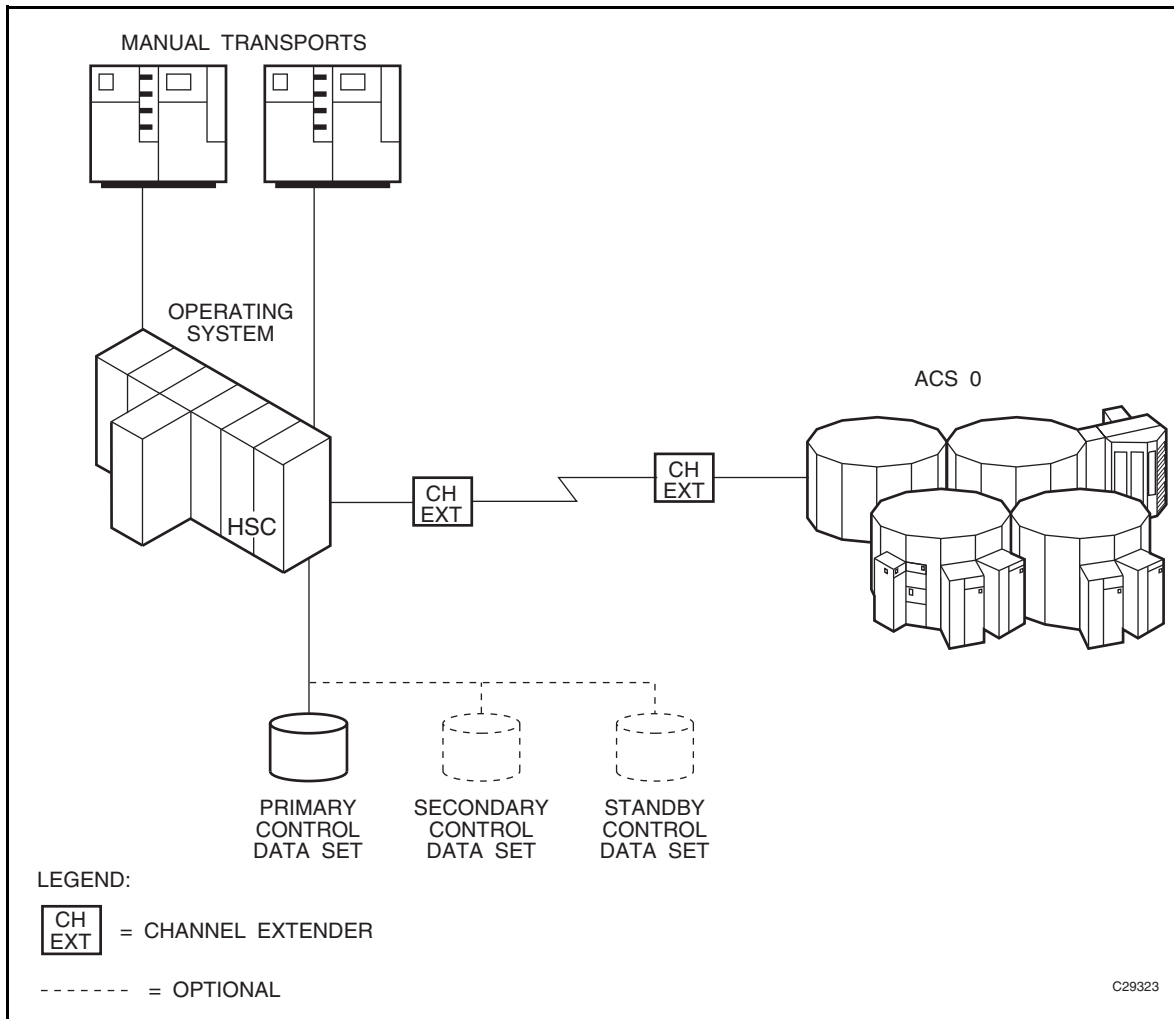 MANUAL TRANSPORTS
OPERATING
SYSTEM
HSC
CH
EXT
CH
EXT
ACS 0
PRIMARY
CONTROL
DATA SET
SECONDARY
CONTROL
DATA SET
STANDBY
CONTROL
DATA SET
LEGEND:
CH
EXT
= CHANNEL EXTENDER
------- = OPTIONAL
C29323